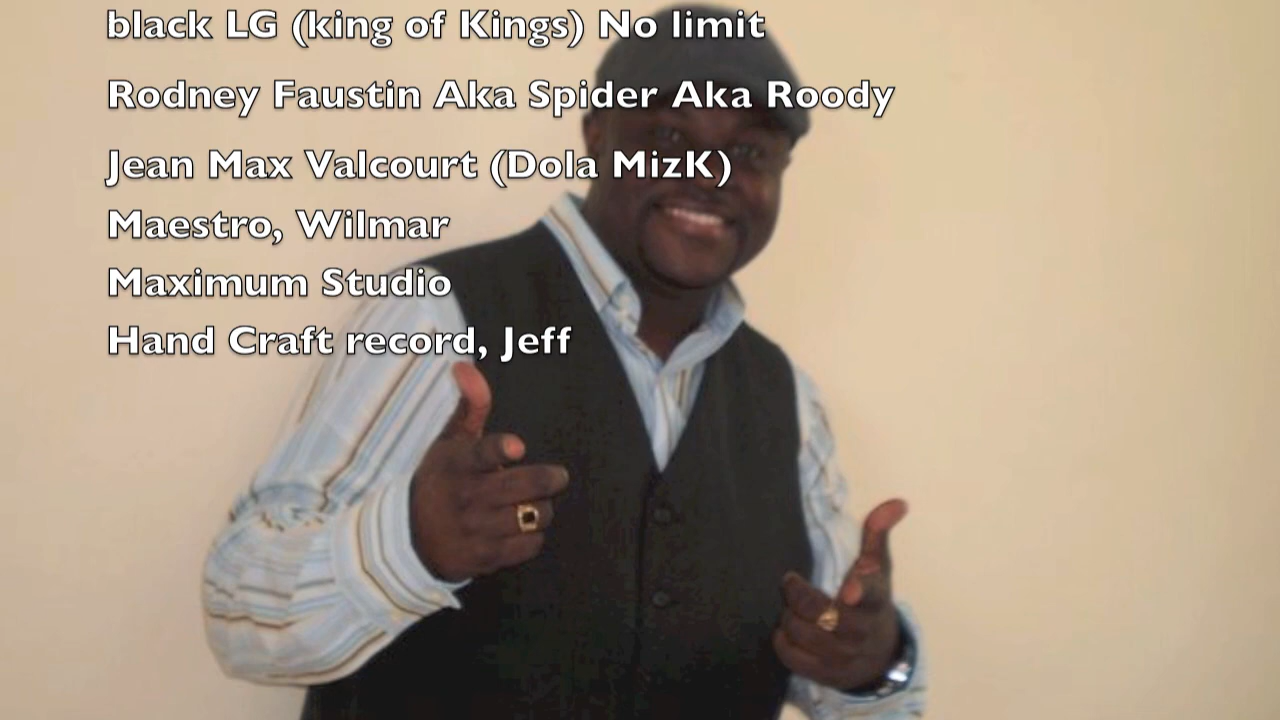 black LG (king of Kings) No limit
Rodney Faustin Aka Spider Aka Roody
Jean Max Valcourt (Dola MizK)
Maestro, Wilmar
Maximum Studio
Hand Craft record, Jeff